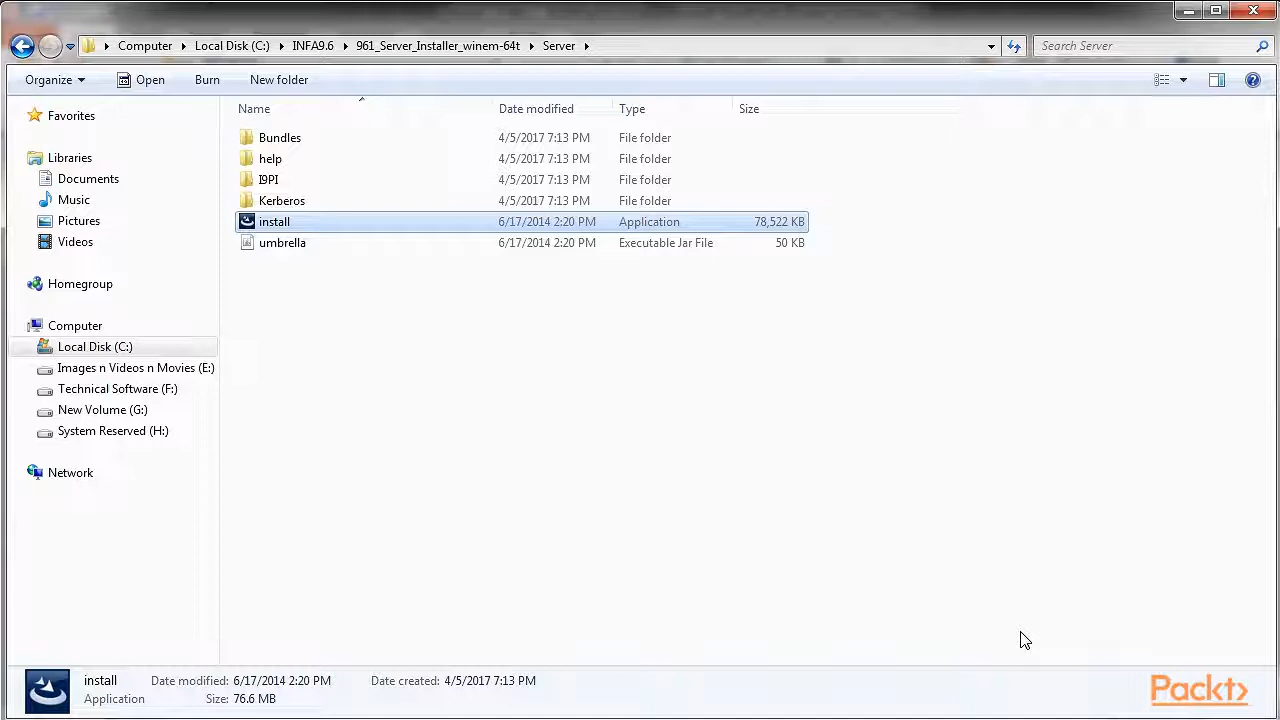 Computer Local Disk (C:) INFA9.6 961_Server_Installer_winem-64t Server Search Server
Organize Open Burn New folder
Name Date modified Type Size
Favorites
Libraries
Documents
Music
Pictures
Videos
Homegroup
Computer
Local Disk (C:)
Images n Videos n Movies (E:)
Technical Software (F:)
New Volume (G:)
System Reserved (H:)
Network
Bundles 4/5/2017 7:13 PM File folder
help 4/5/2017 7:13 PM File folder
I9PI 4/5/2017 7:13 PM File folder
Kerberos 4/5/2017 7:13 PM File folder
install 6/17/2014 2:20 PM Application 78,522 KB
umbrella 6/17/2014 2:20 PM Executable Jar File 50 KB
install Date modified: 6/17/2014 2:20 PM Date created: 4/5/2017 7:13 PM
Application Size: 76.6 MB
Packt